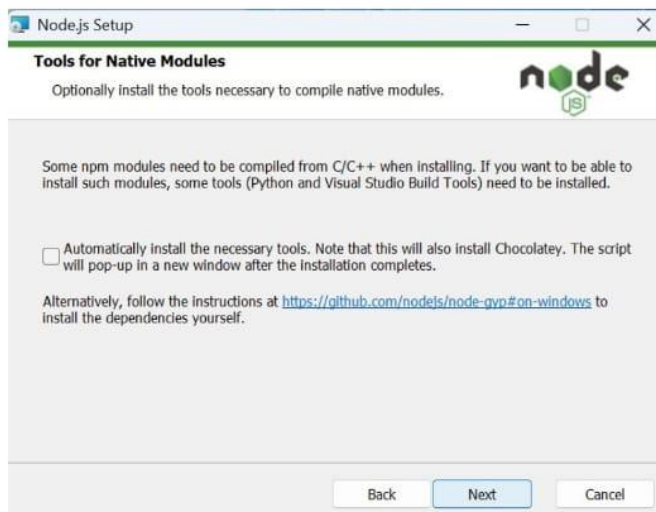 Node.js Setup
Tools for Native Modules
Optionally install the tools necessary to compile native modules.
node
JS
Some npm modules need to be compiled from C/C++ when installing. If you want to be able to
install such modules, some tools (Python and Visual Studio Build Tools) need to be installed.
Automatically install the necessary tools. Note that this will also install Chocolatey. The script
will pop-up in a new window after the installation completes.
Alternatively, follow the instructions at https://github.com/nodejs/node-gyp#on-windows to
install the dependencies yourself.
Back Next Cancel